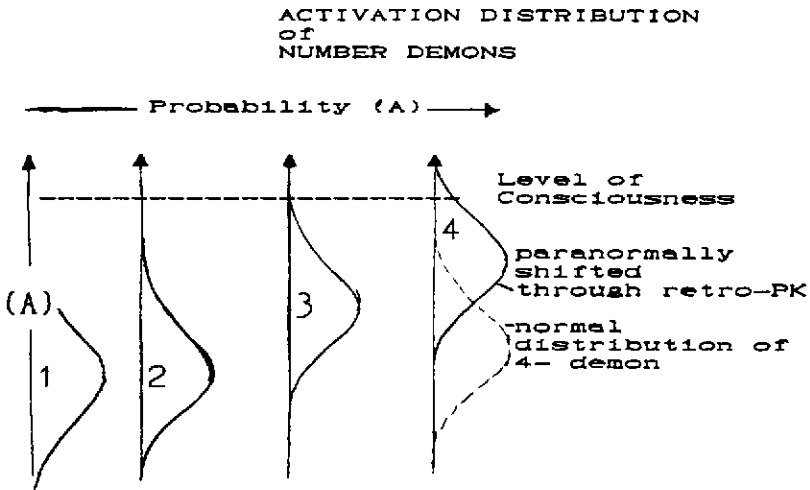 ACTIVATION DISTRIBUTION
of
NUMBER DEMONS
Probability (A)
Level of
Consciousness
4
paranormally
shifted
through retro-PK
(A)
3
normal
distribution of
4- demon
1
2